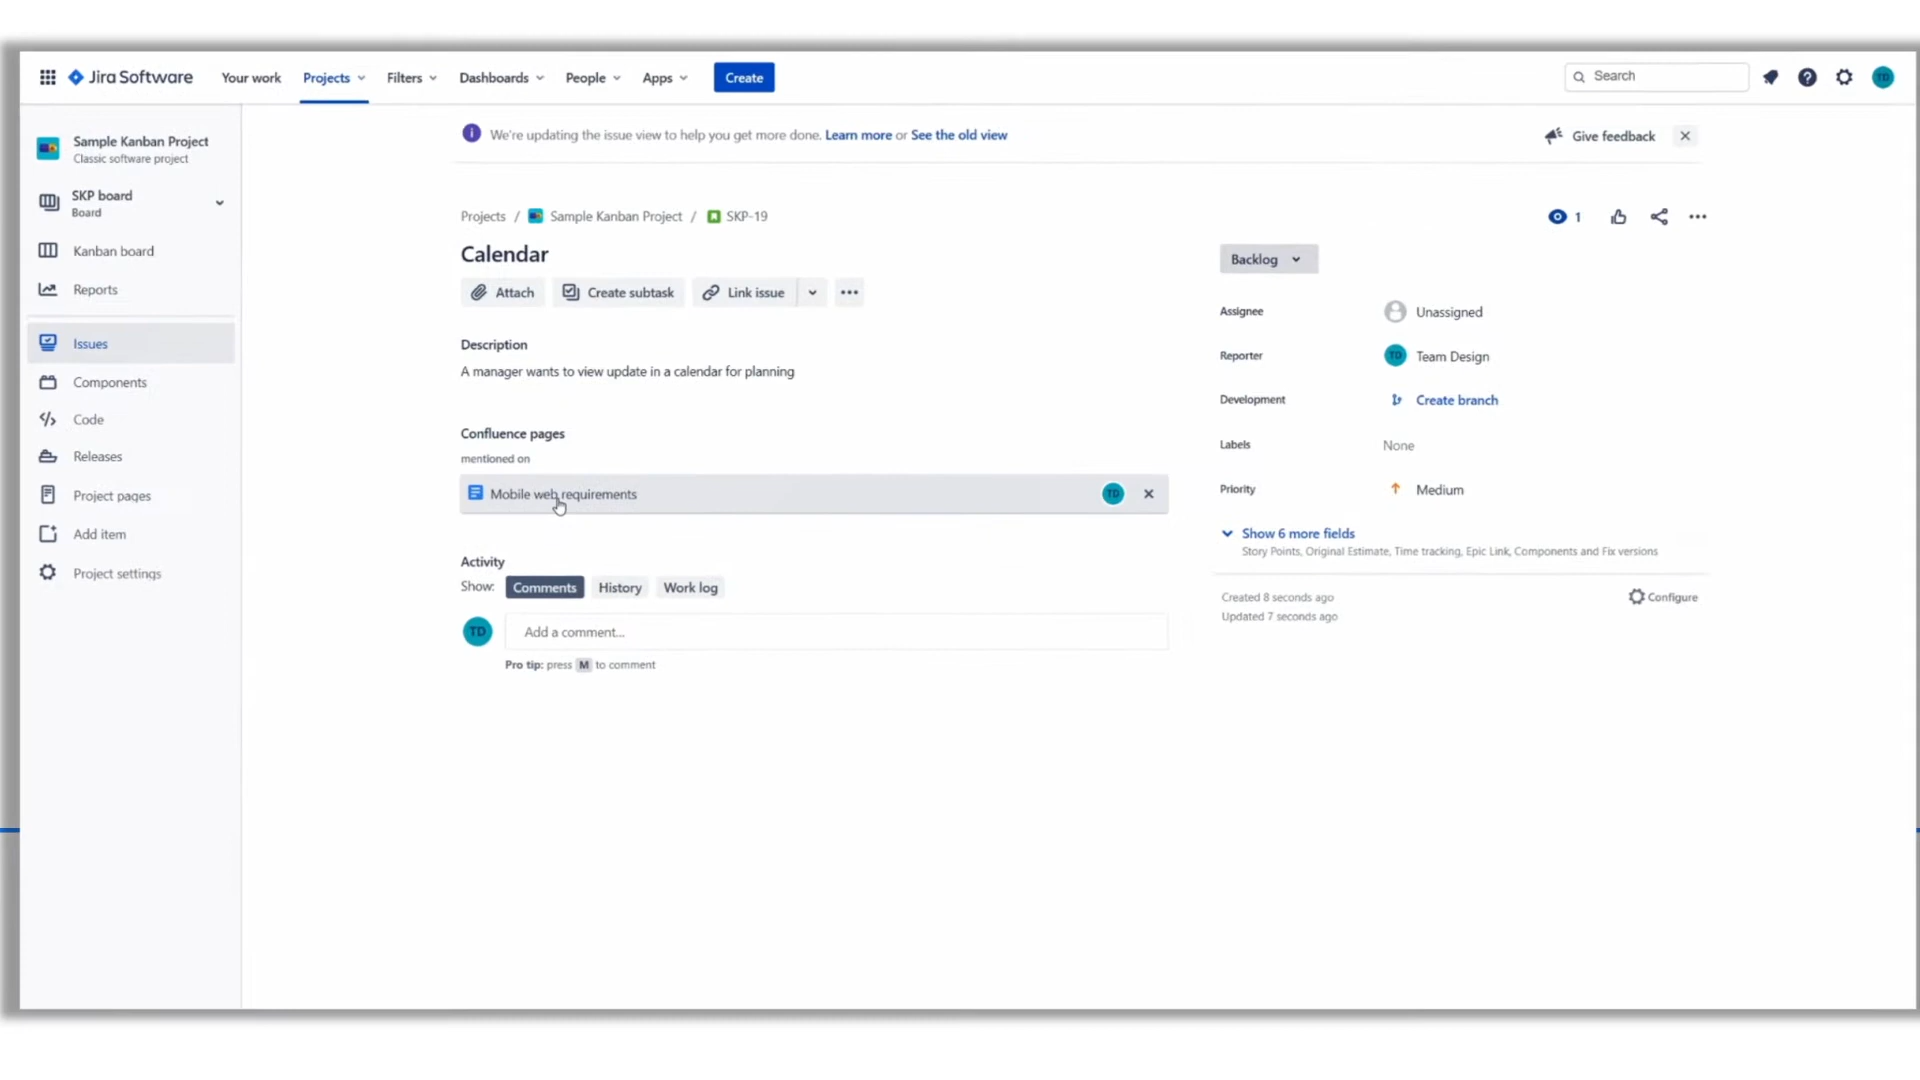 Jira Software
Your work
Projects
Filters
Dashboards
People
Apps
Create
Search
TD
Sample Kanban Project
Classic software project
SKP board
Board
Kanban board
Reports
Issues
Components
Code
Releases
Project pages
Add item
Project settings
We're updating the issue view to help you get more done. Learn more or See the old view
Give feedback
Projects / Sample Kanban Project / SKP-19
1
Calendar
Attach
Create subtask
Link issue
Description
A manager wants to view update in a calendar for planning
Confluence pages
mentioned on
Mobile web requirements
TD
Activity
Show: Comments History Work log
TD
Add a comment...
Pro tip: press M to comment
Backlog
Assignee
Unassigned
Reporter
TD
Team Design
Development
Create branch
Labels
None
Priority
Medium
Show 6 more fields
Story Points, Original Estimate, Time tracking, Epic Link, Components and Fix versions
Created 8 seconds ago
Configure
Updated 7 seconds ago